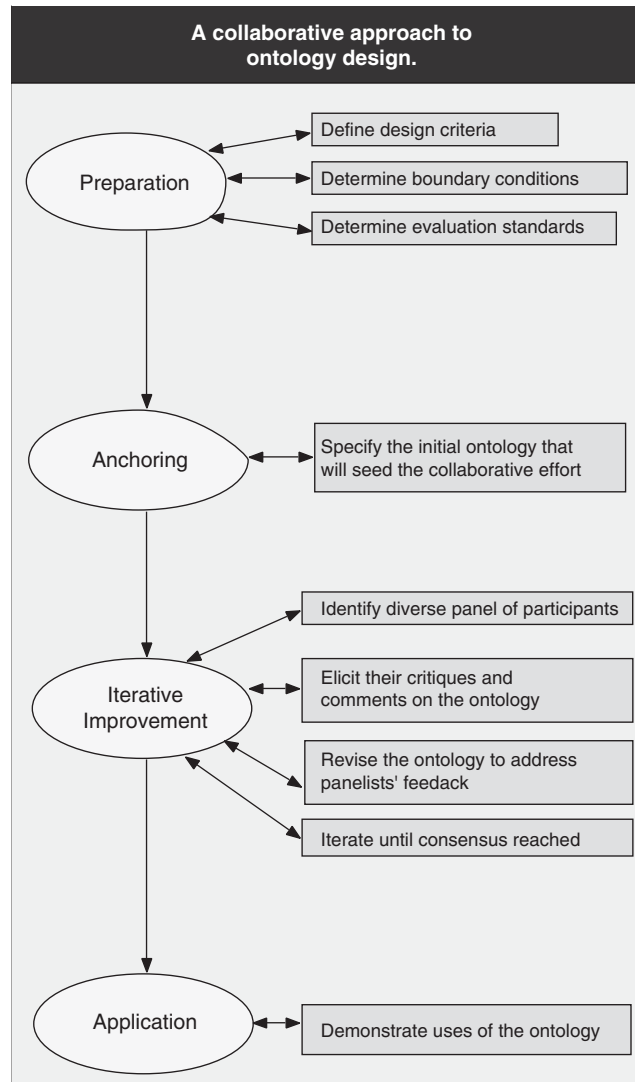 A collaborative approach to
ontology design.
Preparation
Define design criteria
Determine boundary conditions
Determine evaluation standards
Anchoring
Specify the initial ontology that
will seed the collaborative effort
Iterative
Improvement
Identify diverse panel of participants
Elicit their critiques and
comments on the ontology
Revise the ontology to address
panelists' feedack
Iterate until consensus reached
Application
Demonstrate uses of the ontology